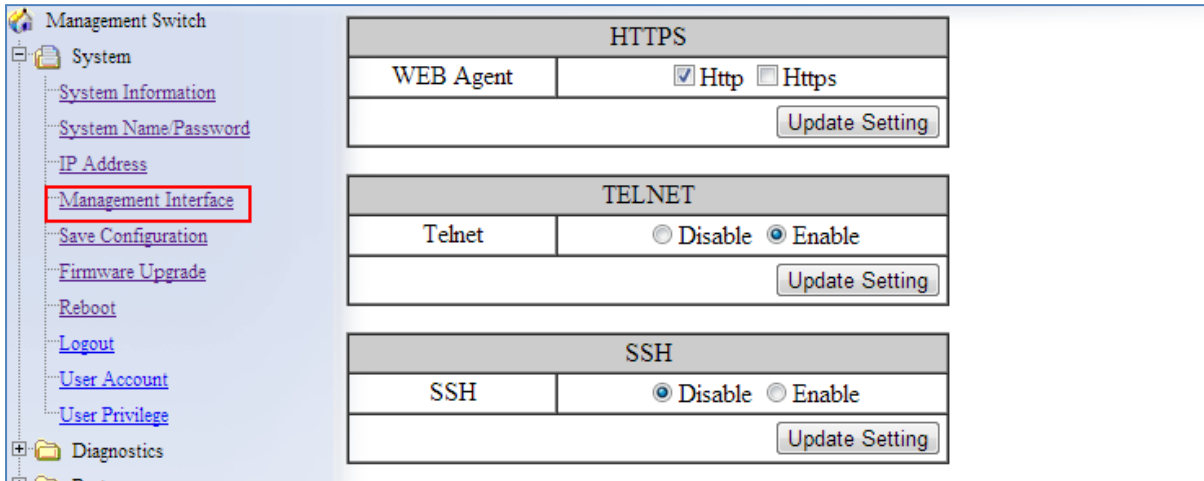 Management Switch
System
System Information
System Name/Password
IP Address
Management Interface
Save Configuration
Firmware Upgrade
Reboot
Logout
User Account
User Privilege
Diagnostics
HTTPS
WEB Agent Http Https
Update Setting
TELNET
Telnet Disable Enable
Update Setting
SSH
SSH Disable Enable
Update Setting